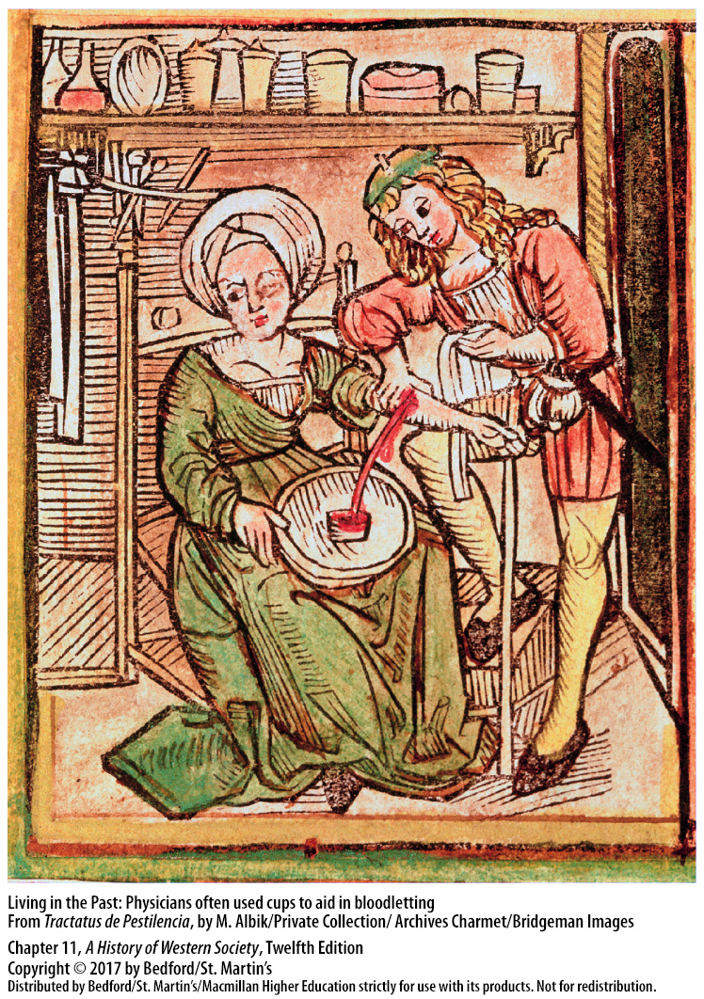 Living in the Past: Physicians often used cups to aid in bloodletting
From Tractatus de Pestilencia, by M. Albik/Private Collection/ Archives Charmet/Bridgeman Images
Chapter 11, A History of Western Society, Twelfth Edition
Copyright © 2017 by Bedford/St. Martin's
Distributed by Bedford/St. Martin's/Macmillan Higher Education strictly for use with its products. Not for redistribution.